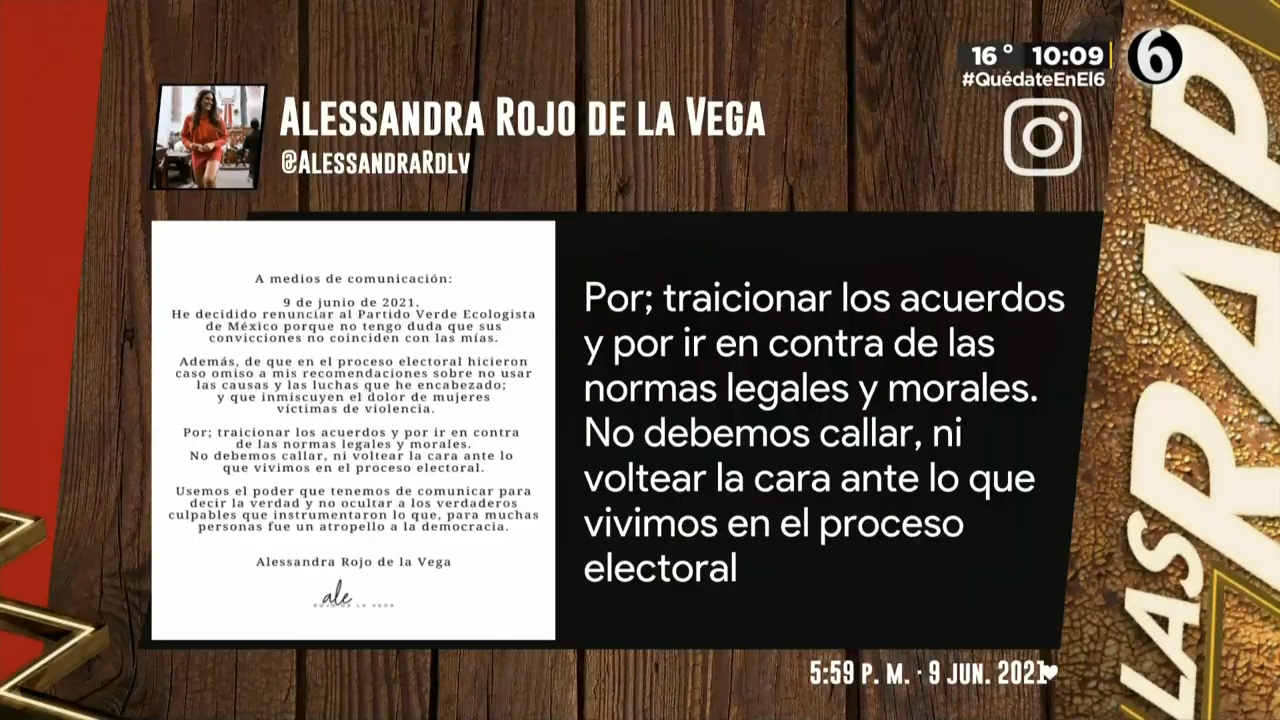 16° 10:09
#QuédateEnEl6
6
ALESSANDRA ROJO DE LA VEGA
@ALESSANDRARDLV
A medios de comunicación:
9 de junio de 2021.
He decidido renunciar al Partido Verde Ecologista
de México porque no tengo duda que sus
convicciones no coinciden con las mías.
Además, de que en el proceso electoral hicieron
caso omiso a mis recomendaciones sobre no usar
las causas y las luchas que he encabezado;
y que inmiscuyen el dolor de mujeres
víctimas de violencia.
Por; traicionar los acuerdos y por ir en contra
de las normas legales y morales.
No debemos callar, ni voltear la cara ante lo
que vivimos en el proceso electoral.
Usemos el poder que tenemos de comunicar para
decir la verdad y no ocultar a los verdaderos
culpables que instrumentaron lo que, para muchas
personas fue un atropello a la democracia.
Alessandra Rojo de la Vega
ale
ROJO DE LA VEGA
Por; traicionar los acuerdos
y por ir en contra de las
normas legales y morales.
No debemos callar, ni
voltear la cara ante lo que
vivimos en el proceso
electoral
5:59 P. M. · 9 JUN. 2021
LAS
RAP